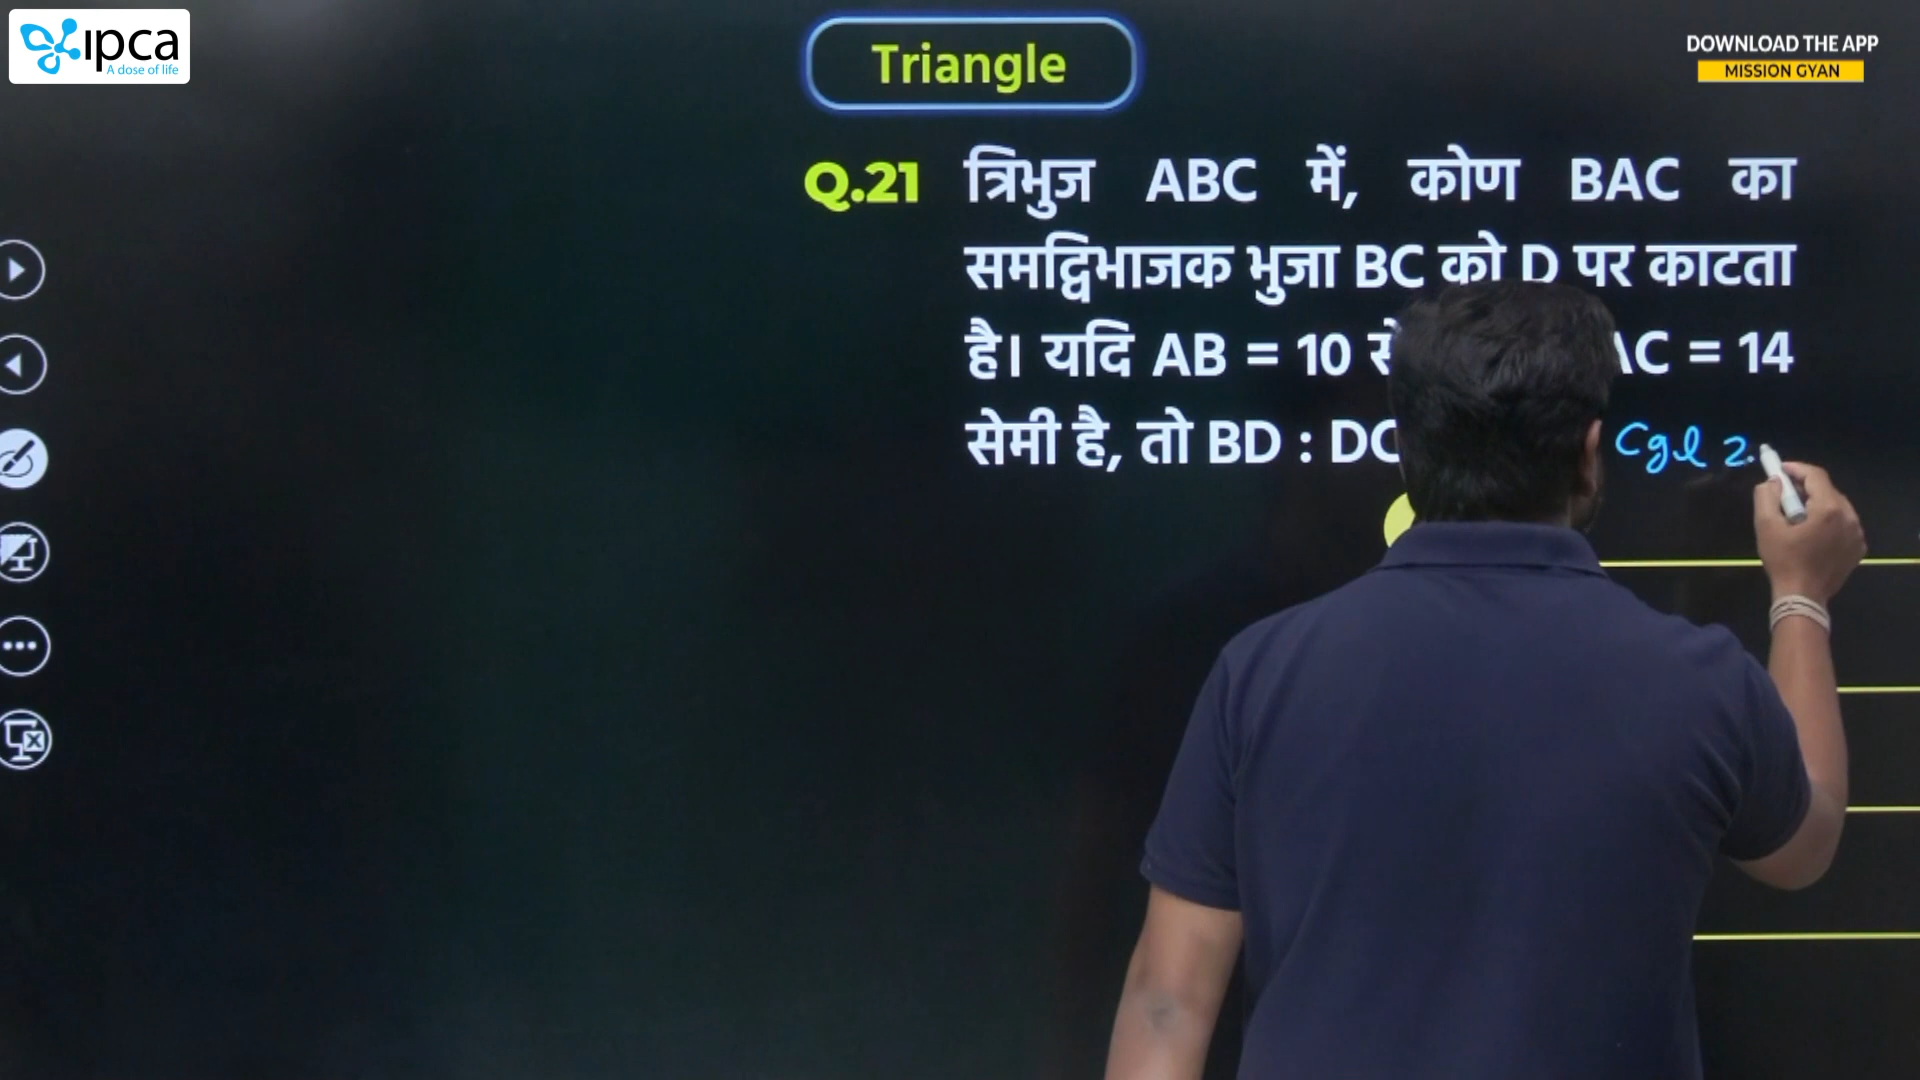 ipca
A dose of life
Triangle
DOWNLOAD THE APP
MISSION GYAN
Q.21 त्रिभुज ABC में, कोण BAC का
समद्विभाजक भुजा BC को D पर काटता
है। यदि AB = 10 AC = 14
सेमी है, तो BD : DC
Cgl 2.